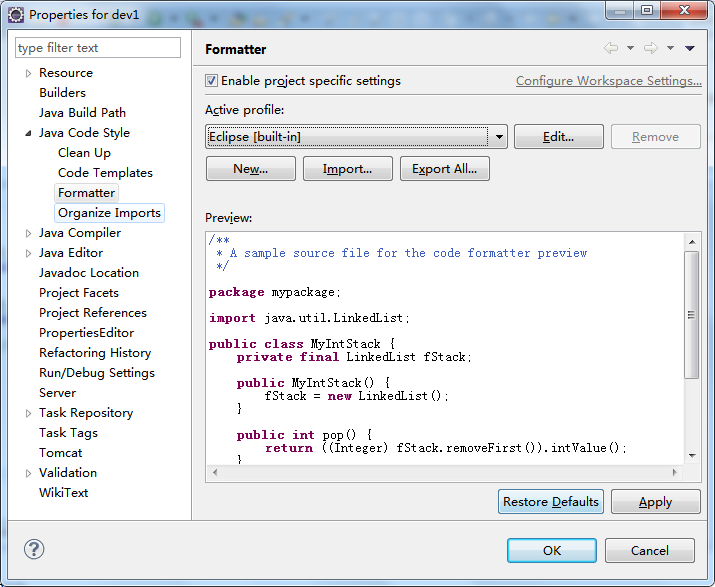 Properties for dev1
type filter text
Resource
Builders
Java Build Path
Java Code Style
Clean Up
Code Templates
Formatter
Organize Imports
Java Compiler
Java Editor
Javadoc Location
Project Facets
Project References
PropertiesEditor
Refactoring History
Run/Debug Settings
Server
Task Repository
Task Tags
Tomcat
Validation
WikiText
Formatter
Enable project specific settings
Configure Workspace Settings...
Active profile:
Eclipse [built-in]
Edit...
Remove
New...
Import...
Export All...
Preview:
/**
 * A sample source file for the code formatter preview
 */
package mypackage;
import java.util.LinkedList;
public class MyIntStack {
    private final LinkedList fStack;
    public MyIntStack() {
        fStack = new LinkedList();
    }
    public int pop() {
        return ((Integer) fStack.removeFirst()).intValue();
    }
Restore Defaults
Apply
?
OK
Cancel